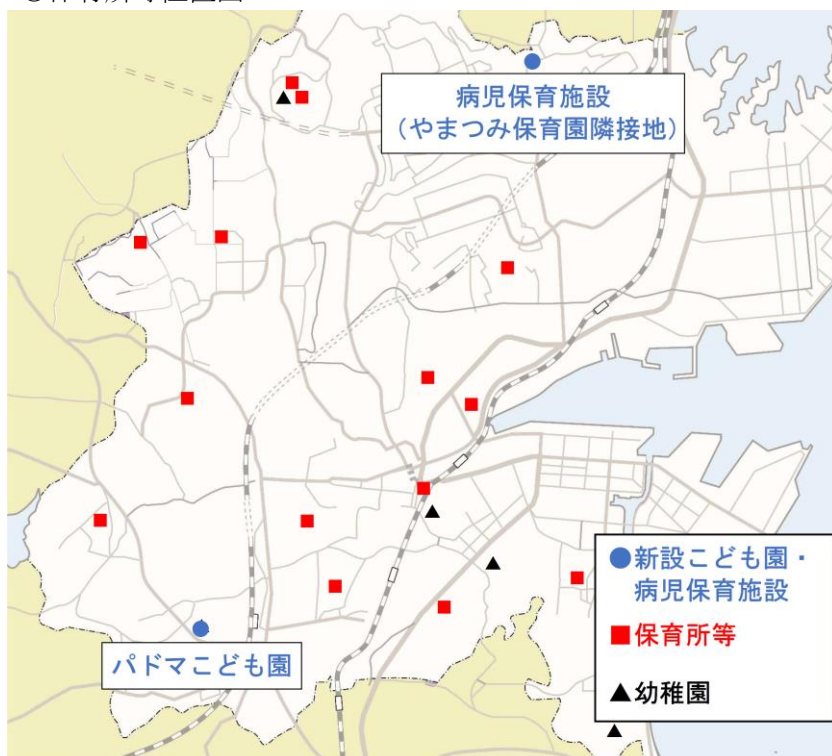 病児保育施設
(やまつみ保育園隣接地)
パドマこども園
●新設こども園・
病児保育施設
■保育所等
▲幼稚園